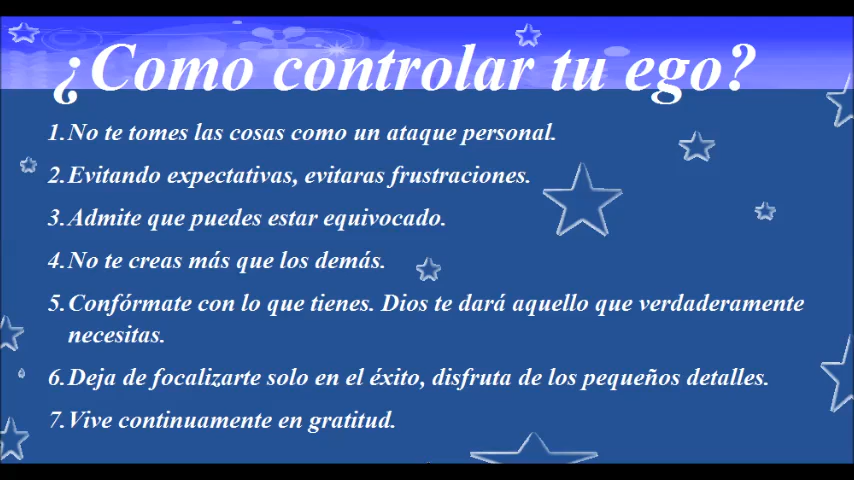 ¿Como controlar tu ego?
1.No te tomes las cosas como un ataque personal.
2.Evitando expectativas, evitaras frustraciones.
3.Admite que puedes estar equivocado.
4.No te creas más que los demás.
5.Confórmate con lo que tienes. Dios te dará aquello que verdaderamente
necesitas.
6.Deja de focalizarte solo en el éxito, disfruta de los pequeños detalles.
7.Vive continuamente en gratitud.